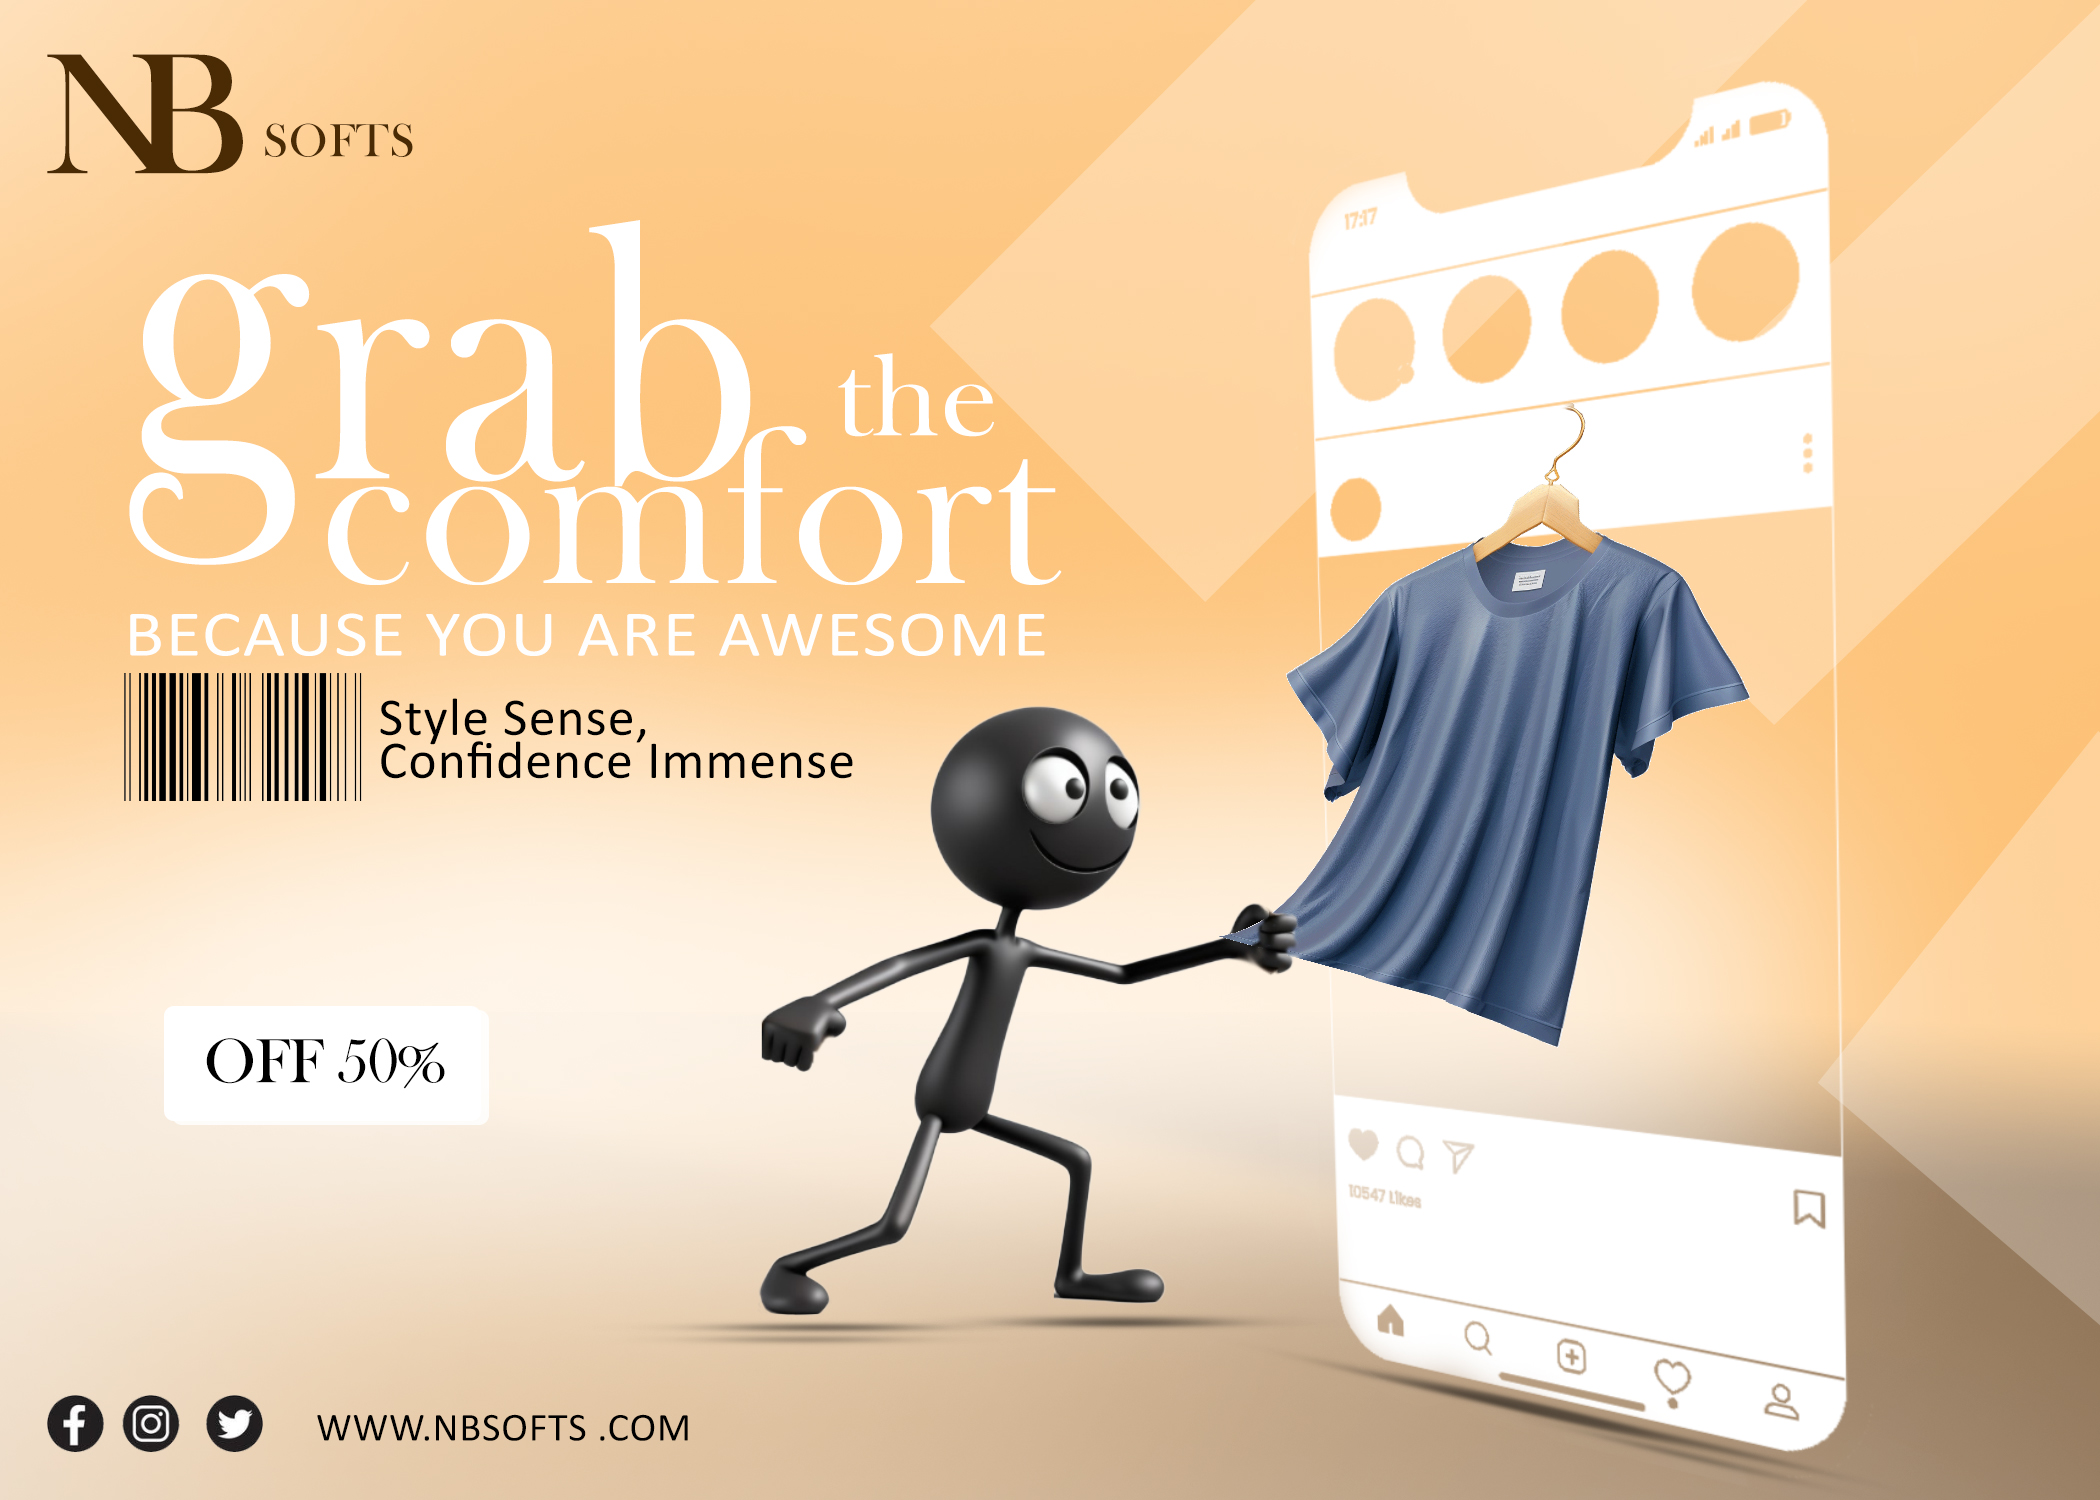 NB SOFTS
grab the
comfort
BECAUSE YOU ARE AWESOME
Style Sense,
Confidence Immense
OFF 50%
WWW.NBSOFTS .COM
17:17
10547 Likes